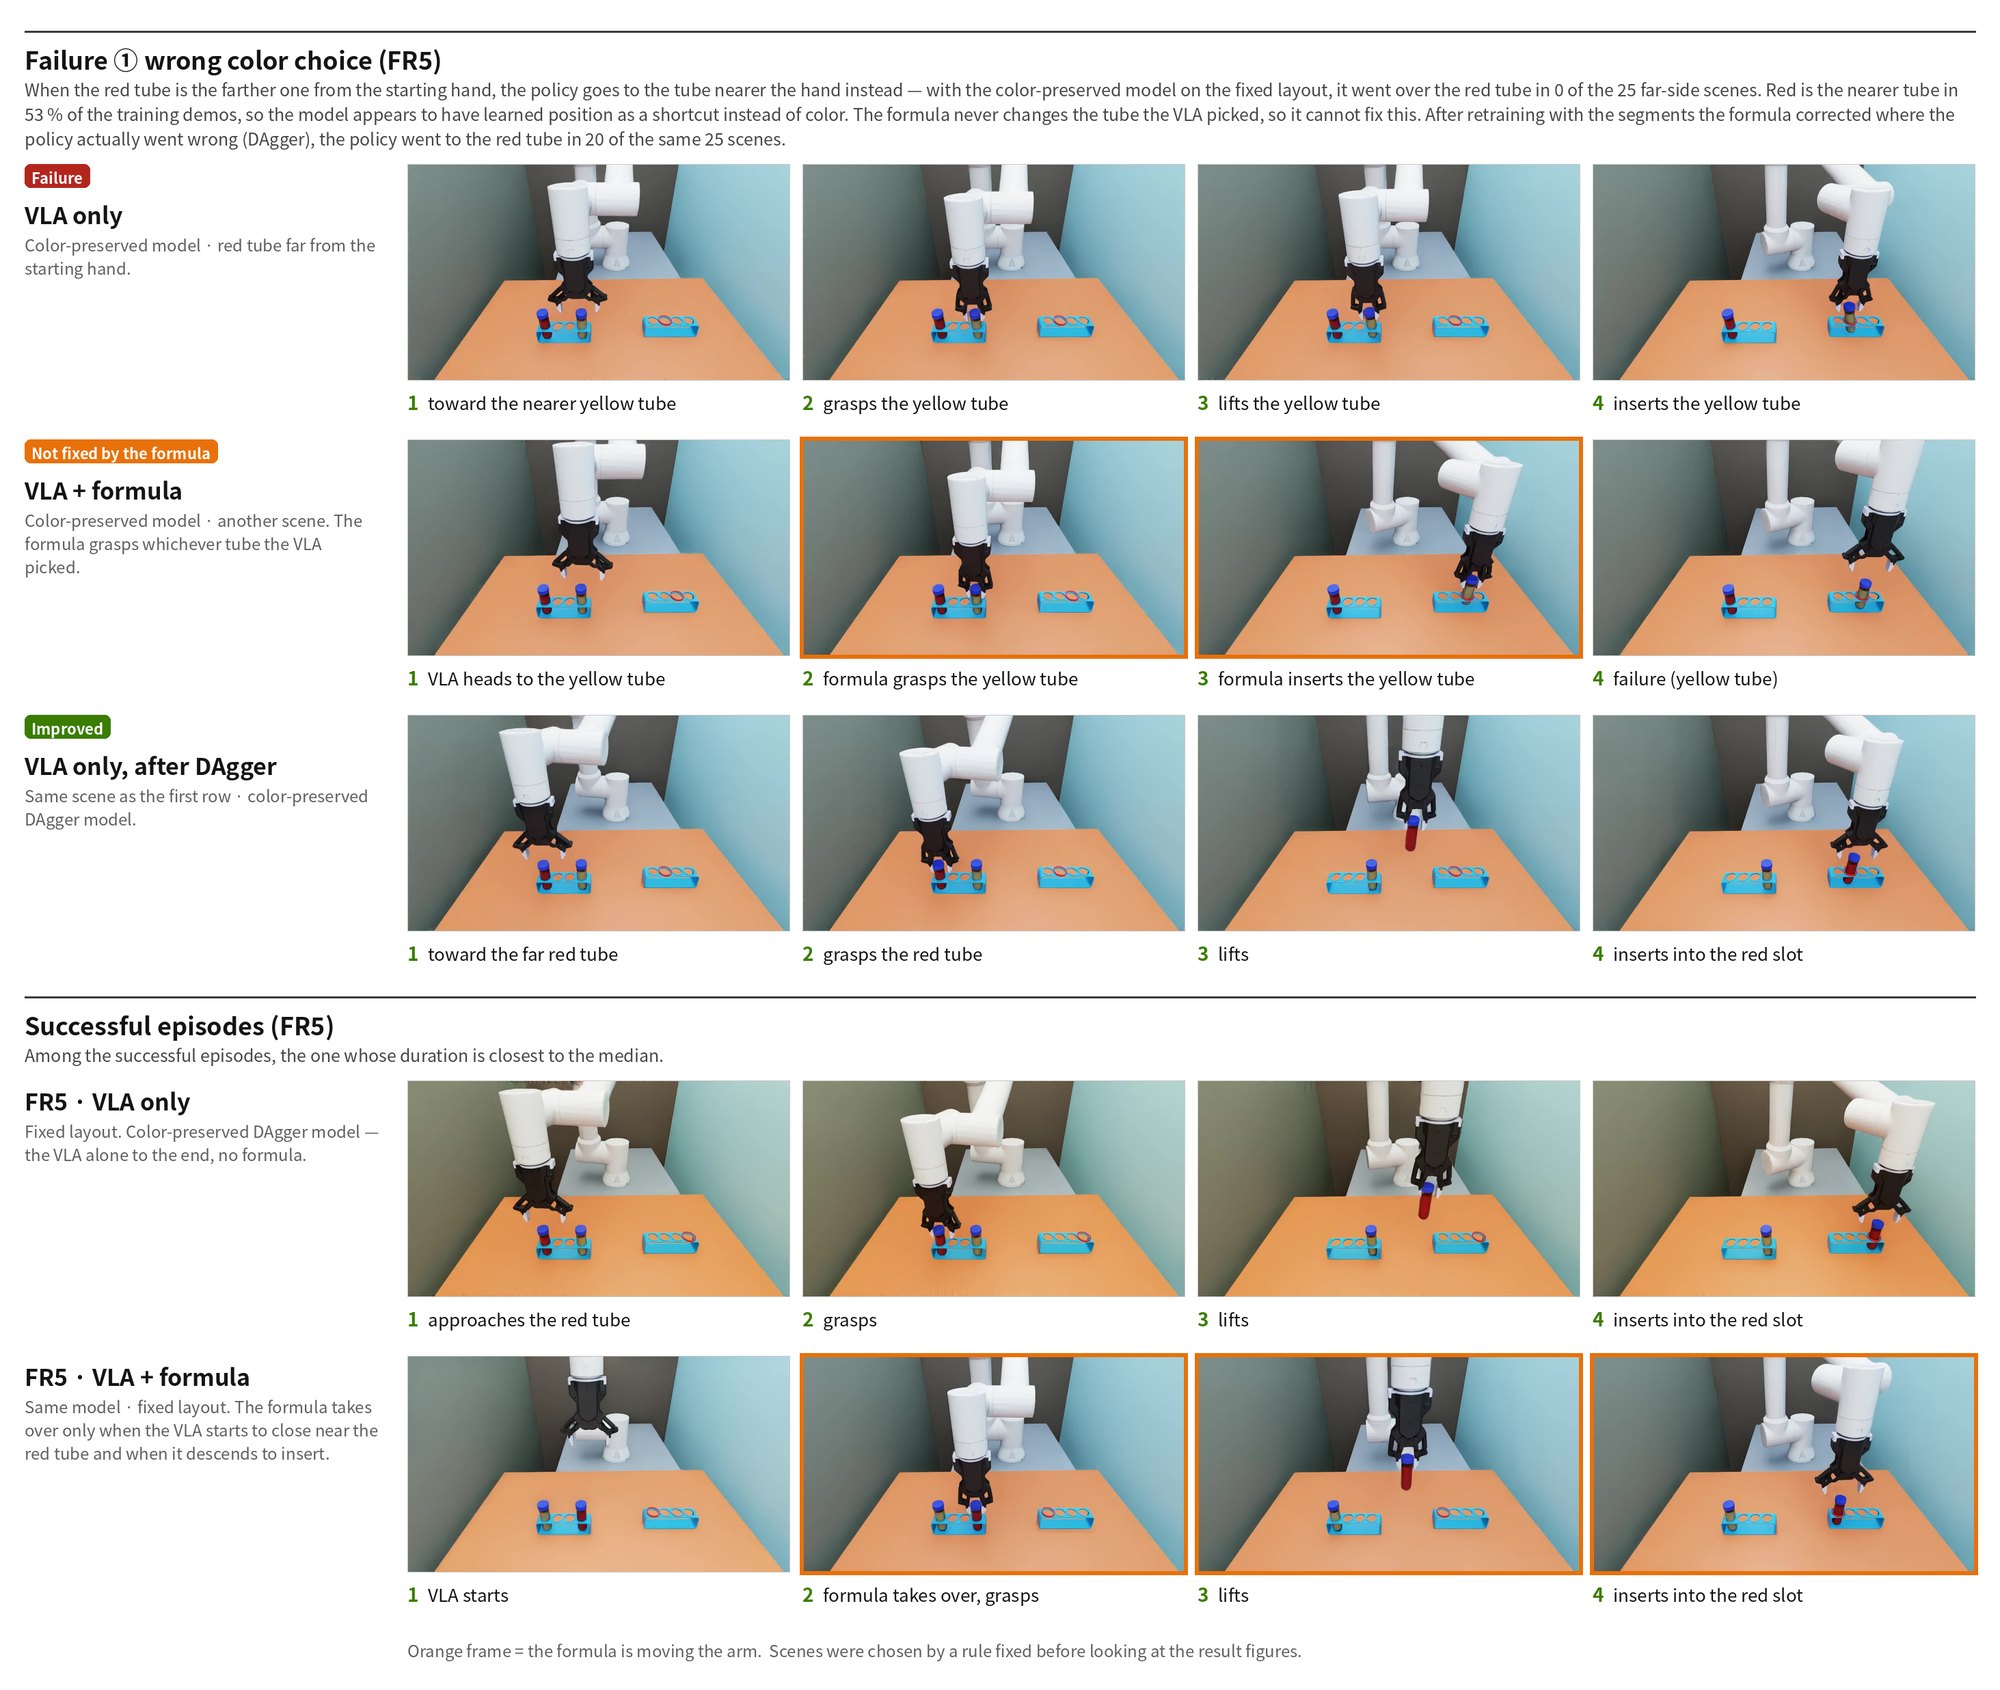 Failure ① wrong color choice (FR5)
When the red tube is the farther one from the starting hand, the policy goes to the tube nearer the hand instead — with the color-preserved model on the fixed layout, it went over the red tube in 0 of the 25 far-side scenes. Red is the nearer tube in
53 % of the training demos, so the model appears to have learned position as a shortcut instead of color. The formula never changes the tube the VLA picked, so it cannot fix this. After retraining with the segments the formula corrected where the
policy actually went wrong (DAgger), the policy went to the red tube in 20 of the same 25 scenes.
Failure
VLA only
Color-preserved model · red tube far from the
starting hand.
1 toward the nearer yellow tube
2 grasps the yellow tube
3 lifts the yellow tube
4 inserts the yellow tube
Not fixed by the formula
VLA + formula
Color-preserved model · another scene. The
formula grasps whichever tube the VLA
picked.
1 VLA heads to the yellow tube
2 formula grasps the yellow tube
3 formula inserts the yellow tube
4 failure (yellow tube)
Improved
VLA only, after DAgger
Same scene as the first row · color-preserved
DAgger model.
1 toward the far red tube
2 grasps the red tube
3 lifts
4 inserts into the red slot
Successful episodes (FR5)
Among the successful episodes, the one whose duration is closest to the median.
FR5 · VLA only
Fixed layout. Color-preserved DAgger model —
the VLA alone to the end, no formula.
1 approaches the red tube
2 grasps
3 lifts
4 inserts into the red slot
FR5 · VLA + formula
Same model · fixed layout. The formula takes
over only when the VLA starts to close near the
red tube and when it descends to insert.
1 VLA starts
2 formula takes over, grasps
3 lifts
4 inserts into the red slot
Orange frame = the formula is moving the arm. Scenes were chosen by a rule fixed before looking at the result figures.